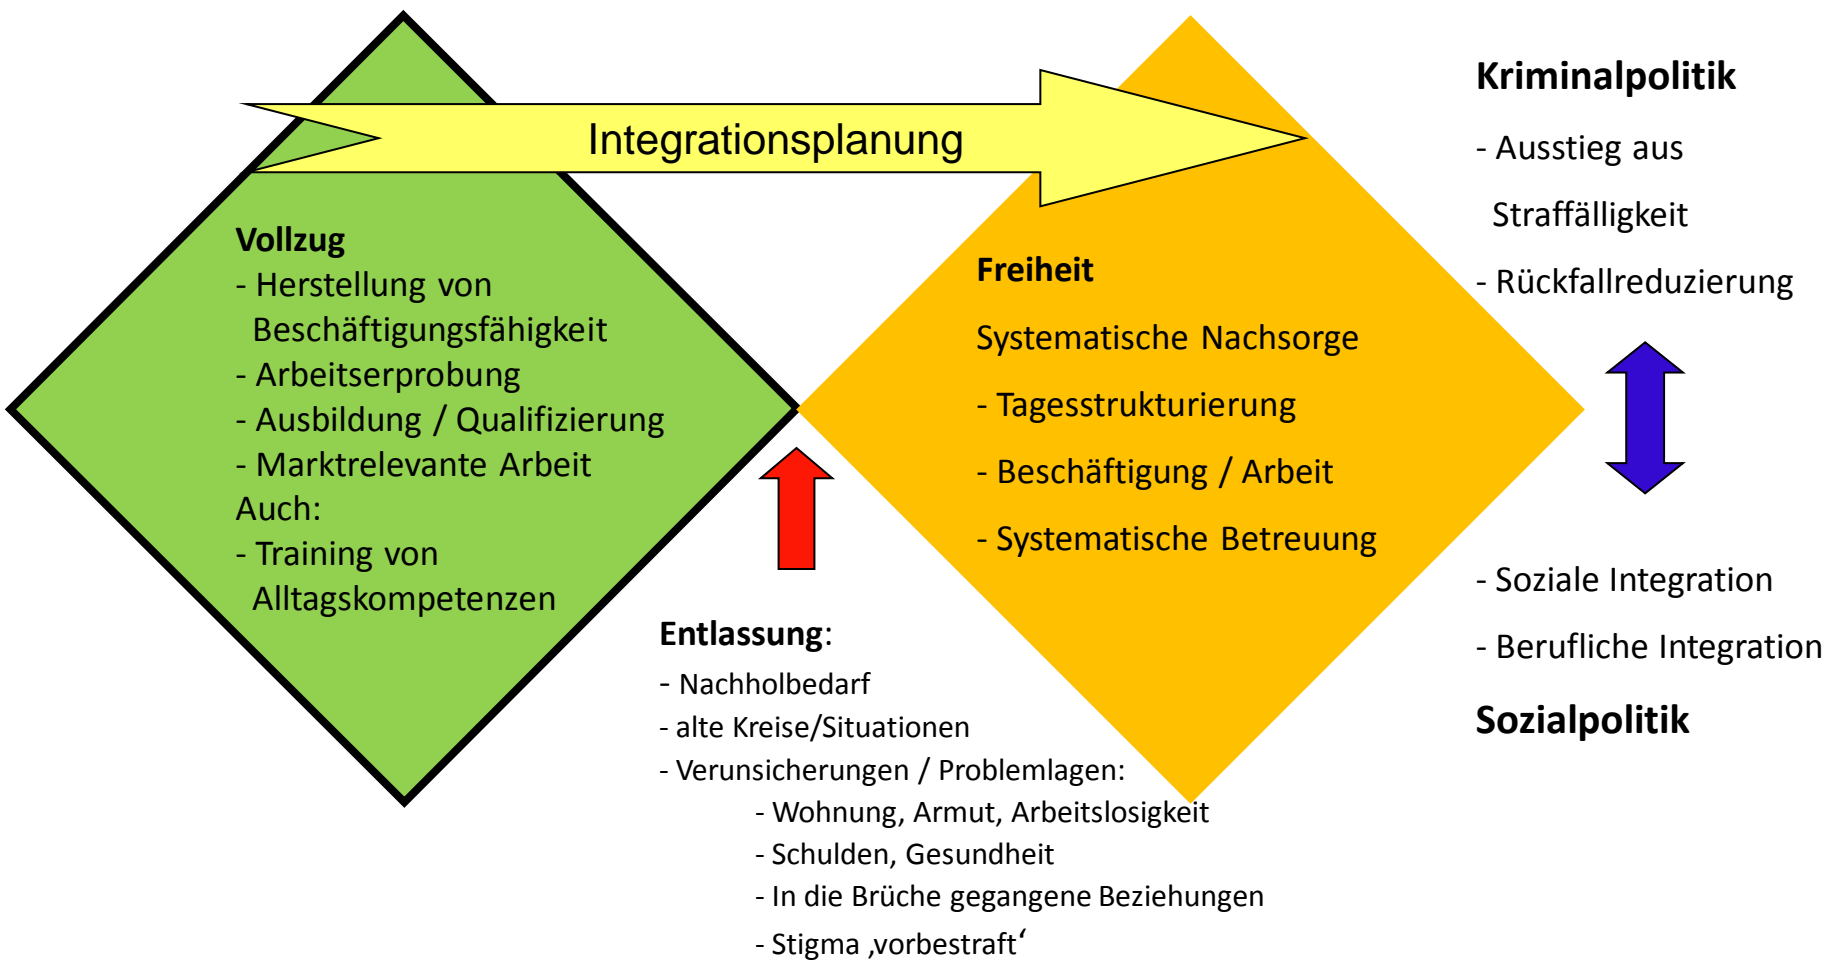 Integrationsplanung
Vollzug
- Herstellung von
Beschäftigungsfähigkeit
- Arbeitserprobung
- Ausbildung / Qualifizierung
- Marktrelevante Arbeit
Auch:
- Training von
Alltagskompetenzen
Entlassung:
- Nachholbedarf
- alte Kreise/Situationen
- Verunsicherungen / Problemlagen:
- Wohnung, Armut, Arbeitslosigkeit
- Schulden, Gesundheit
- In die Brüche gegangene Beziehungen
- Stigma ‚vorbestraft‘
Freiheit
Systematische Nachsorge
- Tagesstrukturierung
- Beschäftigung / Arbeit
- Systematische Betreuung
Kriminalpolitik
- Ausstieg aus
Straffälligkeit
- Rückfallreduzierung
- Soziale Integration
- Berufliche Integration
Sozialpolitik